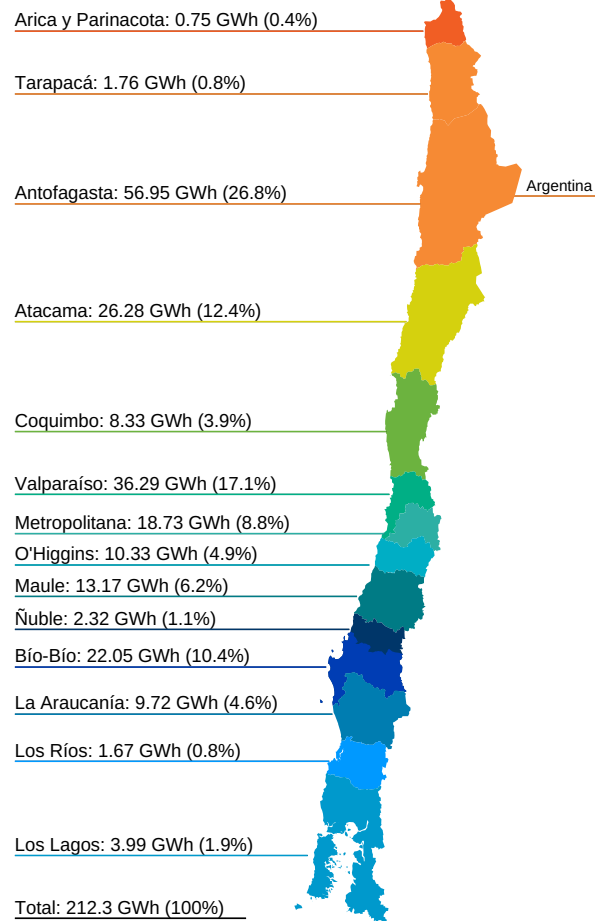 Arica y Parinacota: 0.75 GWh (0.4%)
Tarapacá: 1.76 GWh (0.8%)
Antofagasta: 56.95 GWh (26.8%)
Argentina
Atacama: 26.28 GWh (12.4%)
Coquimbo: 8.33 GWh (3.9%)
Valparaíso: 36.29 GWh (17.1%)
Metropolitana: 18.73 GWh (8.8%)
O'Higgins: 10.33 GWh (4.9%)
Maule: 13.17 GWh (6.2%)
Ñuble: 2.32 GWh (1.1%)
Bío-Bío: 22.05 GWh (10.4%)
La Araucanía: 9.72 GWh (4.6%)
Los Ríos: 1.67 GWh (0.8%)
Los Lagos: 3.99 GWh (1.9%)
Total: 212.3 GWh (100%)